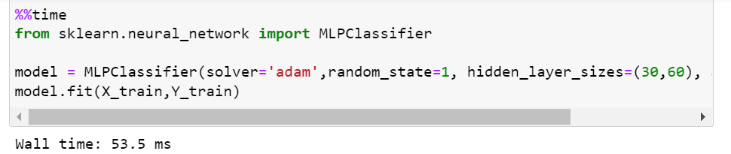 %%time
from sklearn.neural_network import MLPClassifier
model = MLPClassifier(solver='adam',random_state=1, hidden_layer_sizes=(30,60),
model.fit(X_train,Y_train)
Wall time: 53.5 ms